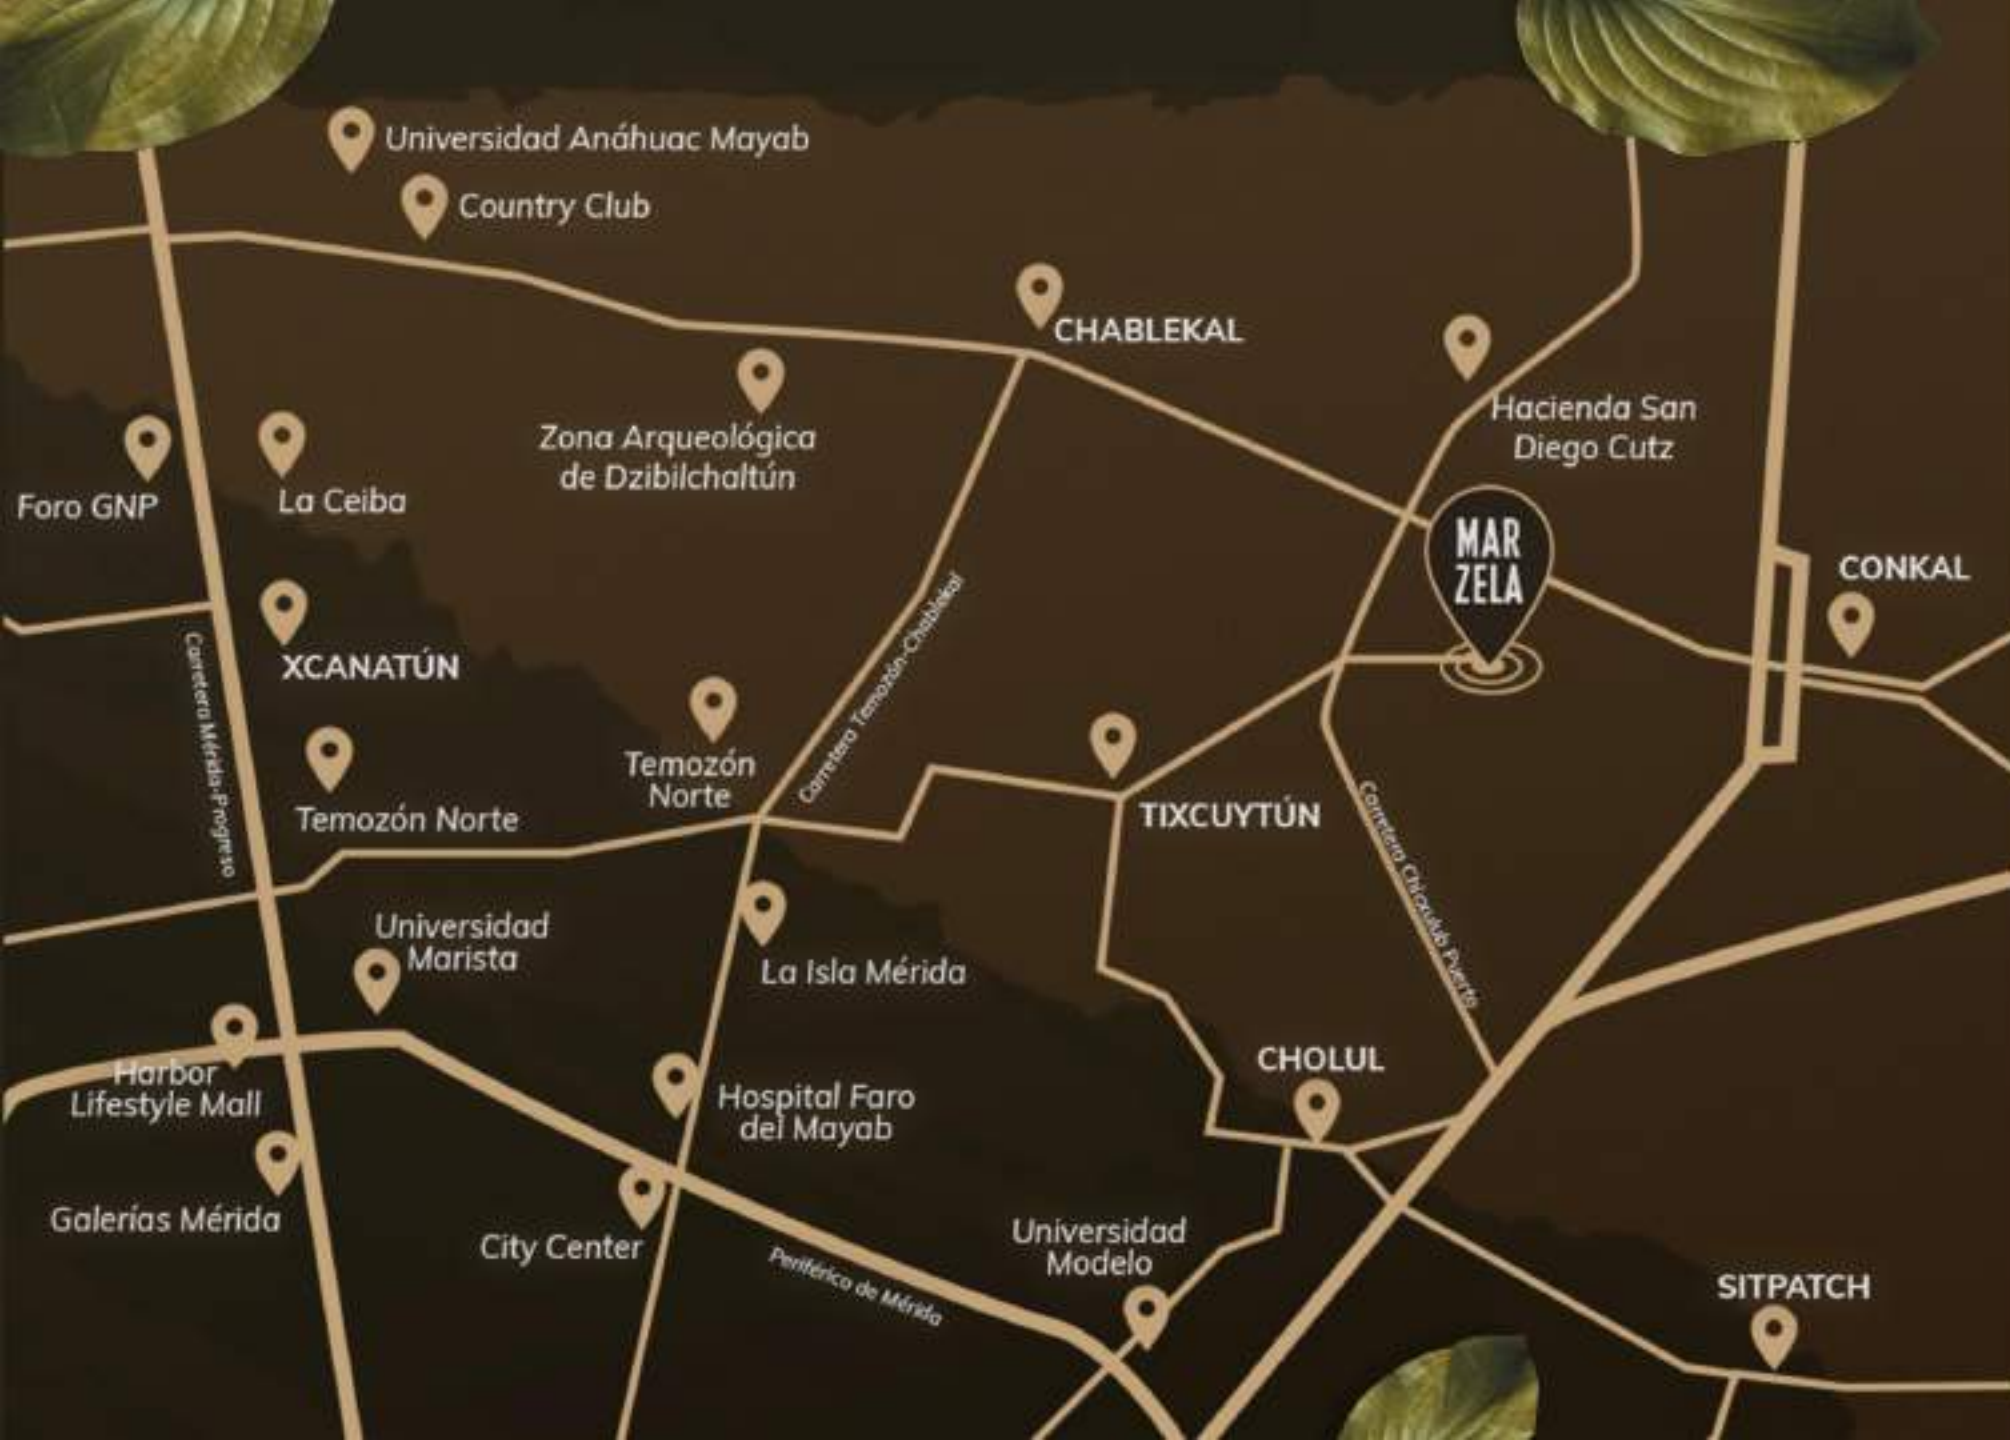 Universidad Anáhuac Mayab
Country Club
CHABLEKAL
Hacienda San
Diego Cutz
Zona Arqueológica
de Dzibilchaltún
Foro GNP
La Ceiba
MAR
ZELA
CONKAL
XCANATÚN
Carretera Mérida-Progreso
Carretera Temozón-Chablekal
Temozón
Norte
Temozón Norte
TIXCUYTÚN
Carretera Chicxulub Puerto
Universidad
Marista
La Isla Mérida
CHOLUL
Harbor
Lifestyle Mall
Hospital Faro
del Mayab
Galerías Mérida
City Center
Periférico de Mérida
Universidad
Modelo
SITPATCH